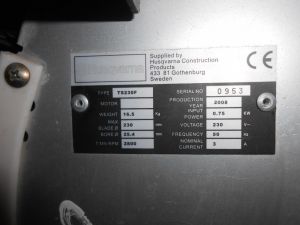 Husqvarna
Supplied by
Husqvarna Construction
Products
433 81 Gothenburg
Sweden
CE
TYPE TS230F
SERIAL NO 0953
MOTOR
PRODUCTION YEAR 2008
WEIGHT 16.5 Kg
INPUT POWER 0.75 KW
MAX BLADE Ø 230 mm
VOLTAGE 230 V~
BORE Ø 25.4 mm
FREQUENCY 50 Hz
T/MN-RPM 2800
NOMINAL CURRENT 3 A